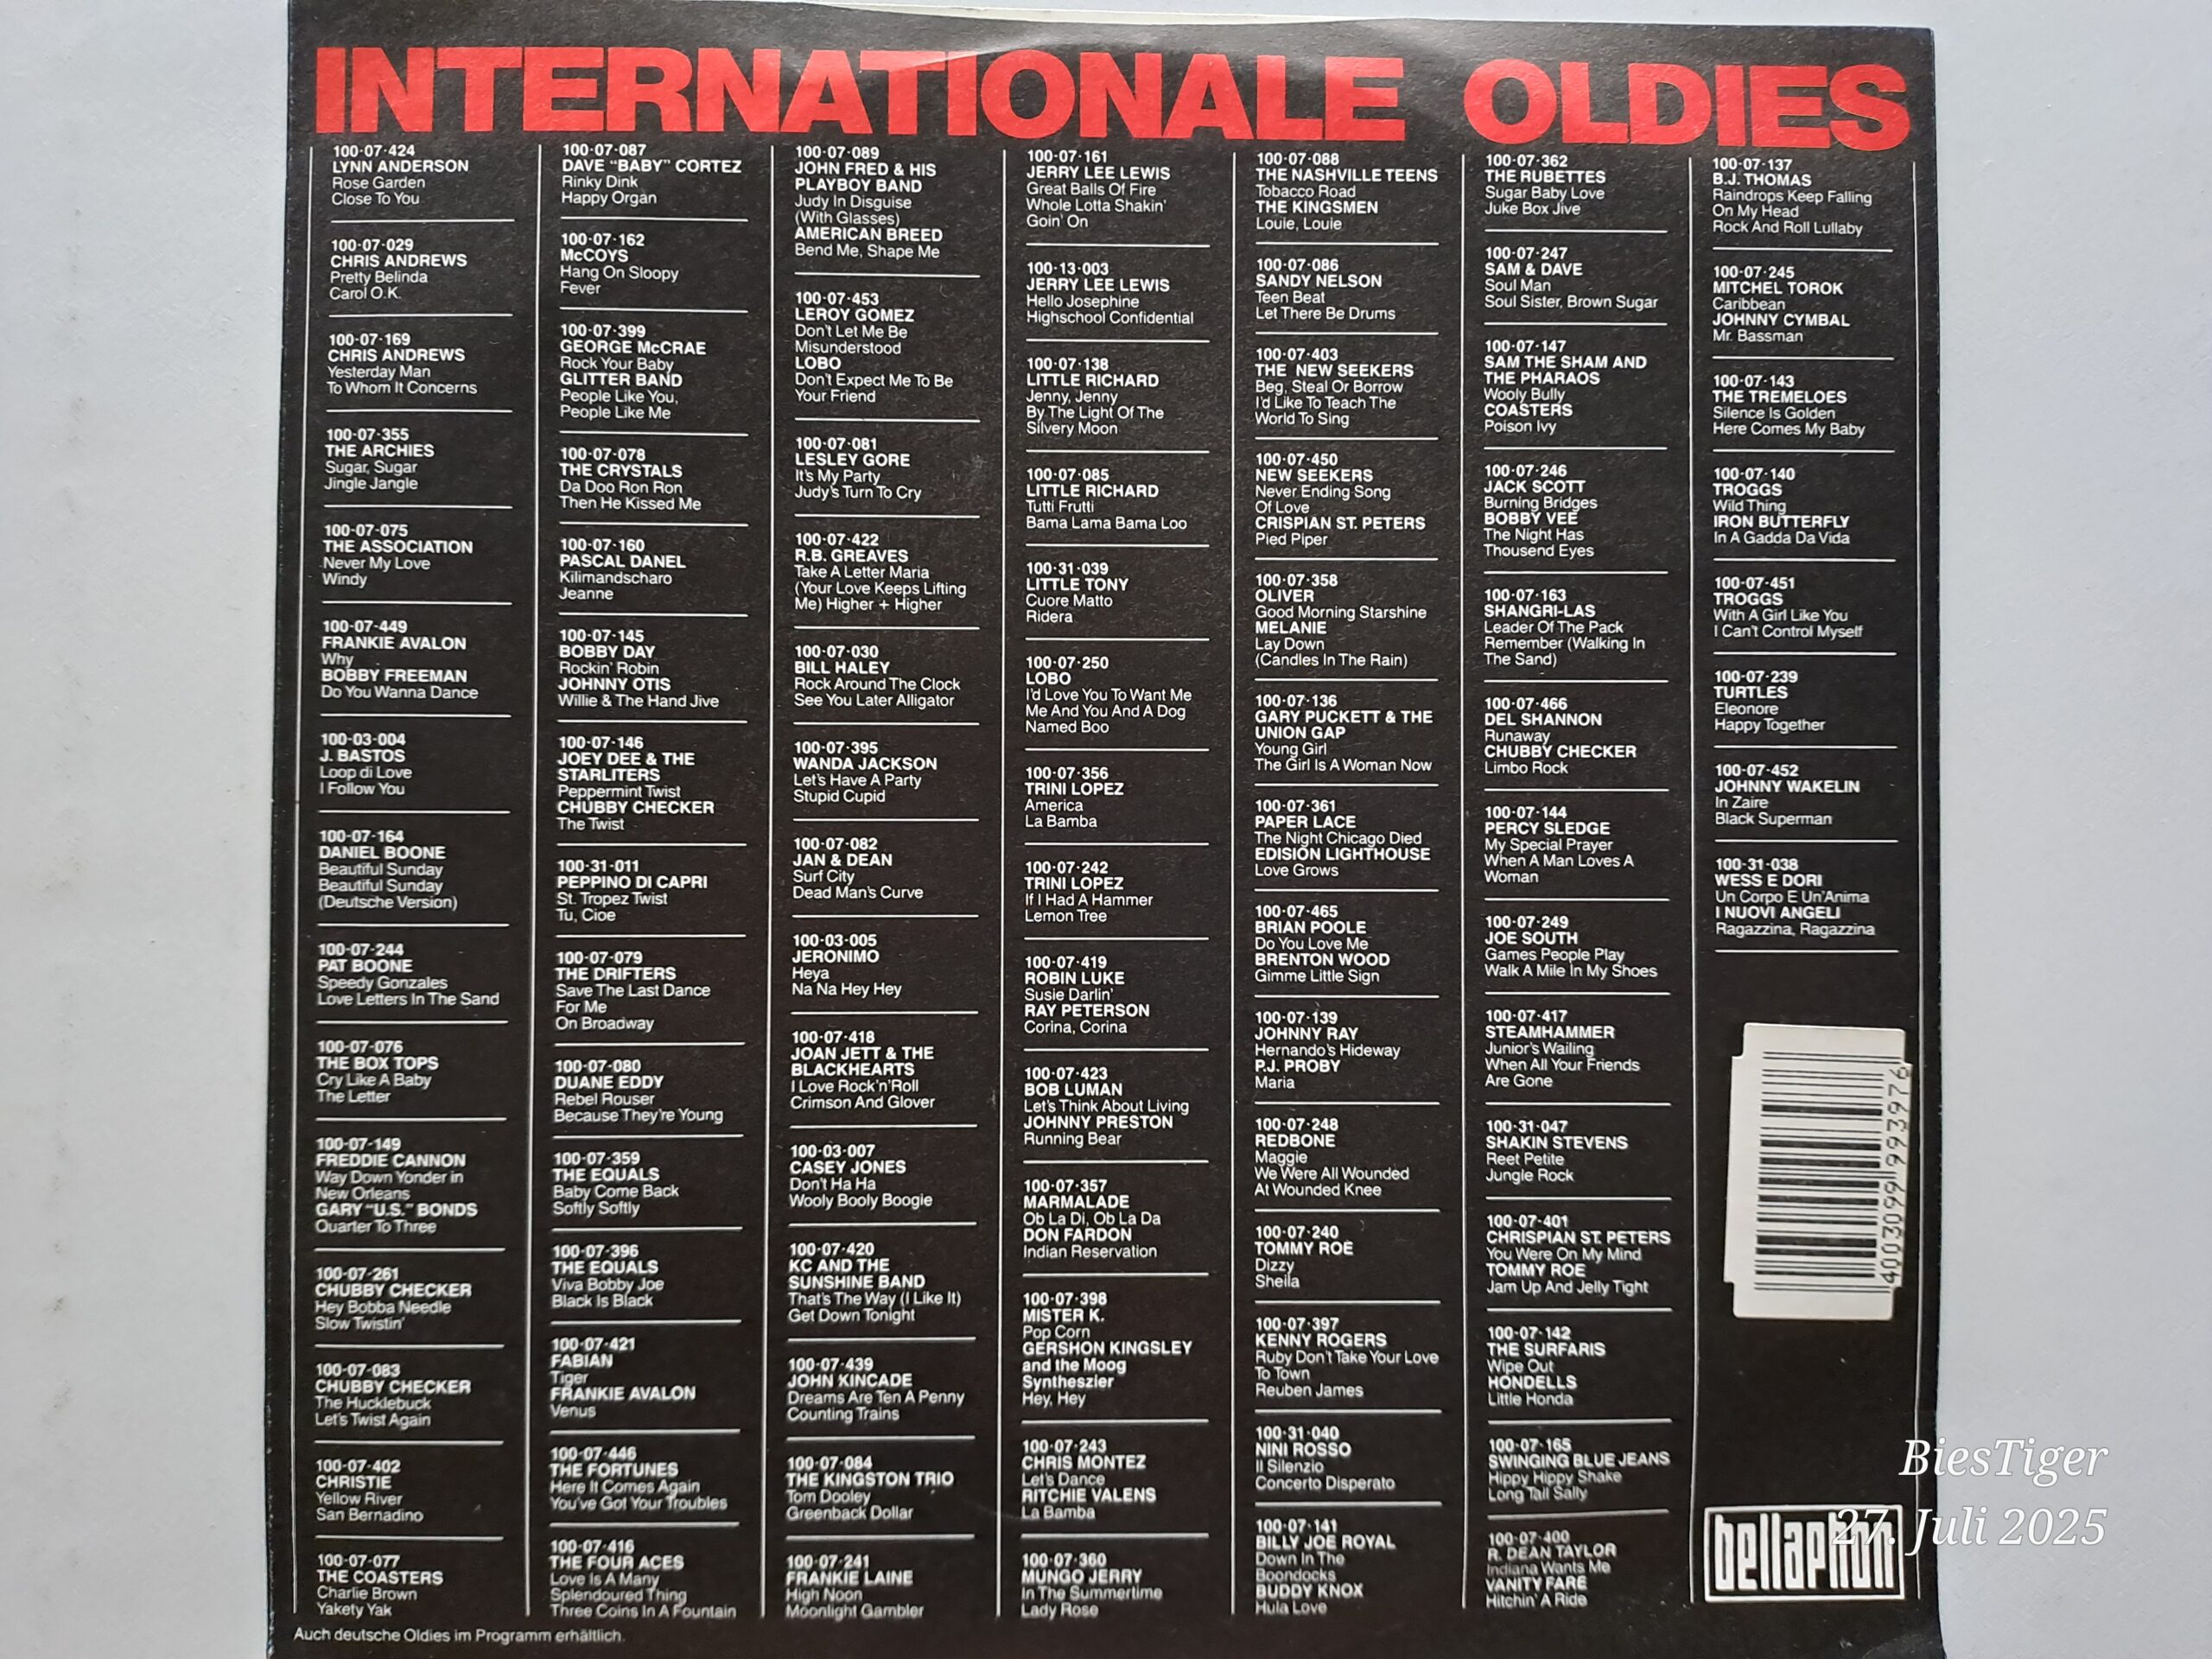 INTERNATIONALE OLDIES
100·07·424
LYNN ANDERSON
Rose Garden
Close To You
100·07·029
CHRIS ANDREWS
Pretty Belinda
Carol O.K.
100·07·169
CHRIS ANDREWS
Yesterday Man
To Whom It Concerns
100·07·355
THE ARCHIES
Sugar, Sugar
Jingle Jangle
100·07·075
THE ASSOCIATION
Never My Love
Windy
100·07·449
FRANKIE AVALON
Why
BOBBY FREEMAN
Do You Wanna Dance
100·03·004
J. BASTOS
Loop di Love
I Follow You
100·07·164
DANIEL BOONE
Beautiful Sunday
Beautiful Sunday
(Deutsche Version)
100·07·244
PAT BOONE
Speedy Gonzales
Love Letters In The Sand
100·07·076
THE BOX TOPS
Cry Like A Baby
The Letter
100·07·149
FREDDIE CANNON
Way Down Yonder in
New Orleans
GARY “U.S.” BONDS
Quarter To Three
100·07·261
CHUBBY CHECKER
Hey Bobba Needle
Slow Twistin'
100·07·083
CHUBBY CHECKER
The Hucklebuck
Let's Twist Again
100·07·402
CHRISTIE
Yellow River
San Bernadino
100·07·077
THE COASTERS
Charlie Brown
Yakety Yak
100·07·087
DAVE “BABY” CORTEZ
Rinky Dink
Happy Organ
100·07·162
McCOYS
Hang On Sloopy
Fever
100·07·399
GEORGE McCRAE
Rock Your Baby
GLITTER BAND
People Like You,
People Like Me
100·07·078
THE CRYSTALS
Da Doo Ron Ron
Then He Kissed Me
100·07·160
PASCAL DANEL
Kilimandscharo
Jeanne
100·07·145
BOBBY DAY
Rockin' Robin
JOHNNY OTIS
Willie & The Hand Jive
100·07·146
JOEY DEE & THE
STARLITERS
Peppermint Twist
CHUBBY CHECKER
The Twist
100·31·011
PEPPINO DI CAPRI
St. Tropez Twist
Tu, Cioe
100·07·079
THE DRIFTERS
Save The Last Dance
For Me
On Broadway
100·07·080
DUANE EDDY
Rebel Rouser
Because They're Young
100·07·359
THE EQUALS
Baby Come Back
Softly Softly
100·07·396
THE EQUALS
Viva Bobby Joe
Black Is Black
100·07·421
FABIAN
Tiger
FRANKIE AVALON
Venus
100·07·446
THE FORTUNES
Here It Comes Again
You've Got Your Troubles
100·07·416
THE FOUR ACES
Love Is A Many
Splendoured Thing
Three Coins In A Fountain
100·07·089
JOHN FRED & HIS
PLAYBOY BAND
Judy In Disguise
(With Glasses)
AMERICAN BREED
Bend Me, Shape Me
100·07·453
LEROY GOMEZ
Don't Let Me Be
Misunderstood
LOBO
Don't Expect Me To Be
Your Friend
100·07·081
LESLEY GORE
It's My Party
Judy's Turn To Cry
100·07·422
R.B. GREAVES
Take A Letter Maria
(Your Love Keeps Lifting
Me) Higher + Higher
100·07·030
BILL HALEY
Rock Around The Clock
See You Later Alligator
100·07·395
WANDA JACKSON
Let's Have A Party
Stupid Cupid
100·07·082
JAN & DEAN
Surf City
Dead Man's Curve
100·03·005
JERONIMO
Heya
Na Na Hey Hey
100·07·418
JOAN JETT & THE
BLACKHEARTS
I Love Rock'n'Roll
Crimson And Glover
100·03·007
CASEY JONES
Don't Ha Ha
Wooly Booly Boogie
100·07·420
KC AND THE
SUNSHINE BAND
That's The Way (I Like It)
Get Down Tonight
100·07·439
JOHN KINCADE
Dreams Are Ten A Penny
Counting Trains
100·07·084
THE KINGSTON TRIO
Tom Dooley
Greenback Dollar
100·07·241
FRANKIE LAINE
High Noon
Moonlight Gambler
100·07·161
JERRY LEE LEWIS
Great Balls Of Fire
Whole Lotta Shakin'
Goin' On
100·13·003
JERRY LEE LEWIS
Hello Josephine
Highschool Confidential
100·07·138
LITTLE RICHARD
Jenny, Jenny
By The Light Of The
Silvery Moon
100·07·085
LITTLE RICHARD
Tutti Frutti
Bama Lama Bama Loo
100·31·039
LITTLE TONY
Cuore Matto
Ridera
100·07·250
LOBO
I'd Love You To Want Me
Me And You And A Dog
Named Boo
100·07·356
TRINI LOPEZ
America
La Bamba
100·07·242
TRINI LOPEZ
If I Had A Hammer
Lemon Tree
100·07·419
ROBIN LUKE
Susie Darlin'
RAY PETERSON
Corina, Corina
100·07·423
BOB LUMAN
Let's Think About Living
JOHNNY PRESTON
Running Bear
100·07·357
MARMALADE
Ob La Di, Ob La Da
DON FARDON
Indian Reservation
100·07·398
MISTER K.
Pop Corn
GERSHON KINGSLEY
and the Moog
Syntheszier
Hey, Hey
100·07·243
CHRIS MONTEZ
Let's Dance
RITCHIE VALENS
La Bamba
100·07·360
MUNGO JERRY
In The Summertime
Lady Rose
100·07·088
THE NASHVILLE TEENS
Tobacco Road
THE KINGSMEN
Louie, Louie
100·07·086
SANDY NELSON
Teen Beat
Let There Be Drums
100·07·403
THE NEW SEEKERS
Beg, Steal Or Borrow
I'd Like To Teach The
World To Sing
100·07·450
NEW SEEKERS
Never Ending Song
Of Love
CRISPIAN ST. PETERS
Pied Piper
100·07·358
OLIVER
Good Morning Starshine
MELANIE
Lay Down
(Candles In The Rain)
100·07·136
GARY PUCKETT & THE
UNION GAP
Young Girl
The Girl Is A Woman Now
100·07·361
PAPER LACE
The Night Chicago Died
EDISION LIGHTHOUSE
Love Grows
100·07·465
BRIAN POOLE
Do You Love Me
BRENTON WOOD
Gimme Little Sign
100·07·139
JOHNNY RAY
Hernando's Hideway
P.J. PROBY
Maria
100·07·248
REDBONE
Maggie
We Were All Wounded
At Wounded Knee
100·07·240
TOMMY ROE
Dizzy
Sheila
100·07·397
KENNY ROGERS
Ruby Don't Take Your Love
To Town
Reuben James
100·31·040
NINI ROSSO
Il Silenzio
Concerto Disperato
100·07·141
BILLY JOE ROYAL
Down In The
Boondocks
BUDDY KNOX
Hula Love
100·07·362
THE RUBETTES
Sugar Baby Love
Juke Box Jive
100·07·247
SAM & DAVE
Soul Man
Soul Sister, Brown Sugar
100·07·147
SAM THE SHAM AND
THE PHARAOS
Wooly Bully
COASTERS
Poison Ivy
100·07·246
JACK SCOTT
Burning Bridges
BOBBY VEE
The Night Has
Thousend Eyes
100·07·163
SHANGRI-LAS
Leader Of The Pack
Remember (Walking In
The Sand)
100·07·466
DEL SHANNON
Runaway
CHUBBY CHECKER
Limbo Rock
100·07·144
PERCY SLEDGE
My Special Prayer
When A Man Loves A
Woman
100·07·249
JOE SOUTH
Games People Play
Walk A Mile In My Shoes
100·07·417
STEAMHAMMER
Junior's Wailing
When All Your Friends
Are Gone
100·31·047
SHAKIN STEVENS
Reet Petite
Jungle Rock
100·07·401
CHRISPIAN ST. PETERS
You Were On My Mind
TOMMY ROE
Jam Up And Jelly Tight
100·07·142
THE SURFARIS
Wipe Out
HONDELLS
Little Honda
100·07·165
SWINGING BLUE JEANS
Hippy Hippy Shake
Long Tall Sally
100·07·400
R. DEAN TAYLOR
Indiana Wants Me
VANITY FARE
Hitchin' A Ride
100·07·137
B.J. THOMAS
Raindrops Keep Falling
On My Head
Rock And Roll Lullaby
100·07·245
MITCHEL TOROK
Caribbean
JOHNNY CYMBAL
Mr. Bassman
100·07·143
THE TREMELOES
Silence Is Golden
Here Comes My Baby
100·07·140
TROGGS
Wild Thing
IRON BUTTERFLY
In A Gadda Da Vida
100·07·451
TROGGS
With A Girl Like You
I Can't Control Myself
100·07·239
TURTLES
Eleonore
Happy Together
100·07·452
JOHNNY WAKELIN
In Zaire
Black Superman
100·31·038
WESS E DORI
Un Corpo E Un'Anima
I NUOVI ANGELI
Ragazzina, Ragazzina
4003099993976
bellaphon
Auch deutsche Oldies im Programm erhältlich.
BiesTiger
27. Juli 2025